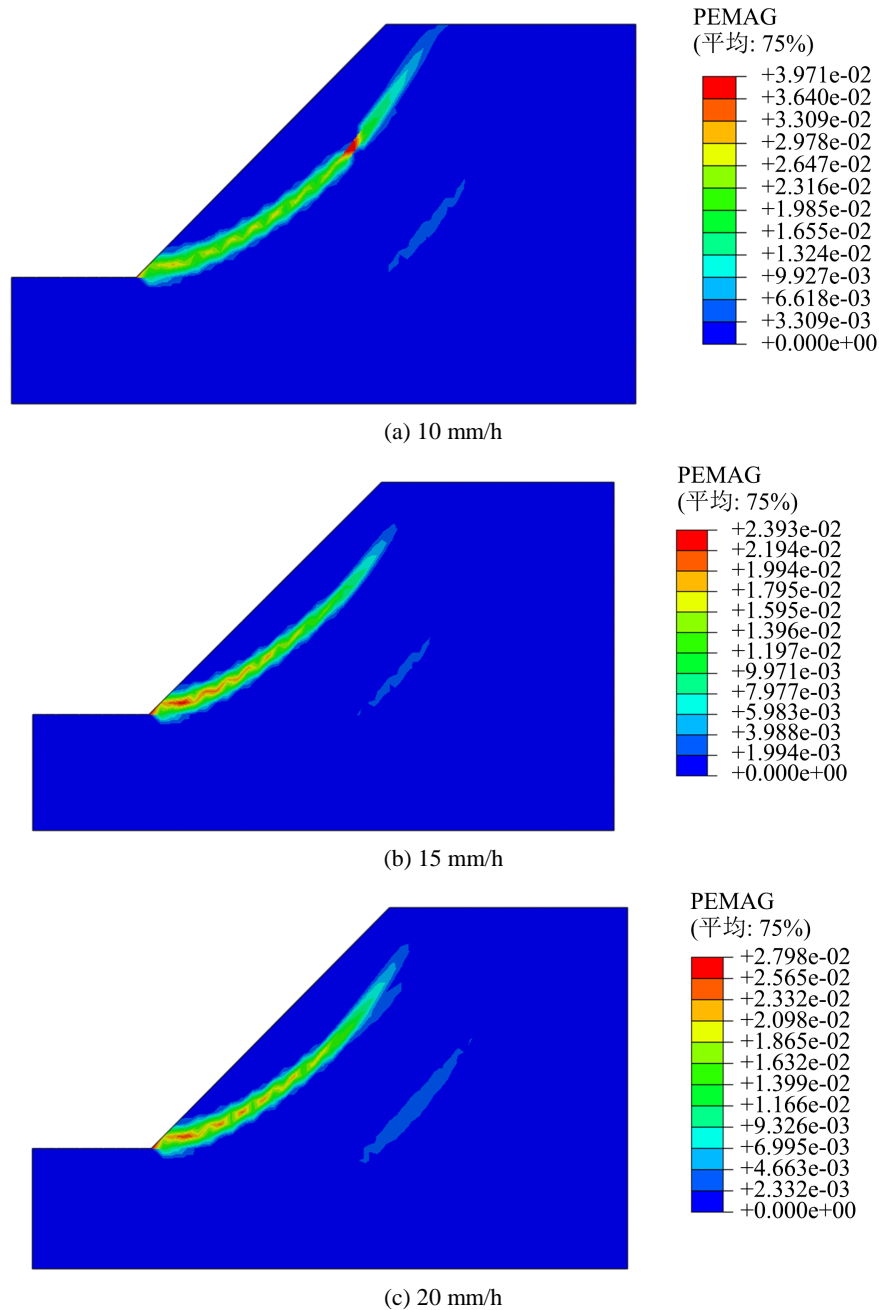 PEMAG
(平均: 75%)
+3.971e-02
+3.640e-02
+3.309e-02
+2.978e-02
+2.647e-02
+2.316e-02
+1.985e-02
+1.655e-02
+1.324e-02
+9.927e-03
+6.618e-03
+3.309e-03
+0.000e+00
(a) 10 mm/h
PEMAG
(平均: 75%)
+2.393e-02
+2.194e-02
+1.994e-02
+1.795e-02
+1.595e-02
+1.396e-02
+1.197e-02
+9.971e-03
+7.977e-03
+5.983e-03
+3.988e-03
+1.994e-03
+0.000e+00
(b) 15 mm/h
PEMAG
(平均: 75%)
+2.798e-02
+2.565e-02
+2.332e-02
+2.098e-02
+1.865e-02
+1.632e-02
+1.399e-02
+1.166e-02
+9.326e-03
+6.995e-03
+4.663e-03
+2.332e-03
+0.000e+00
(c) 20 mm/h